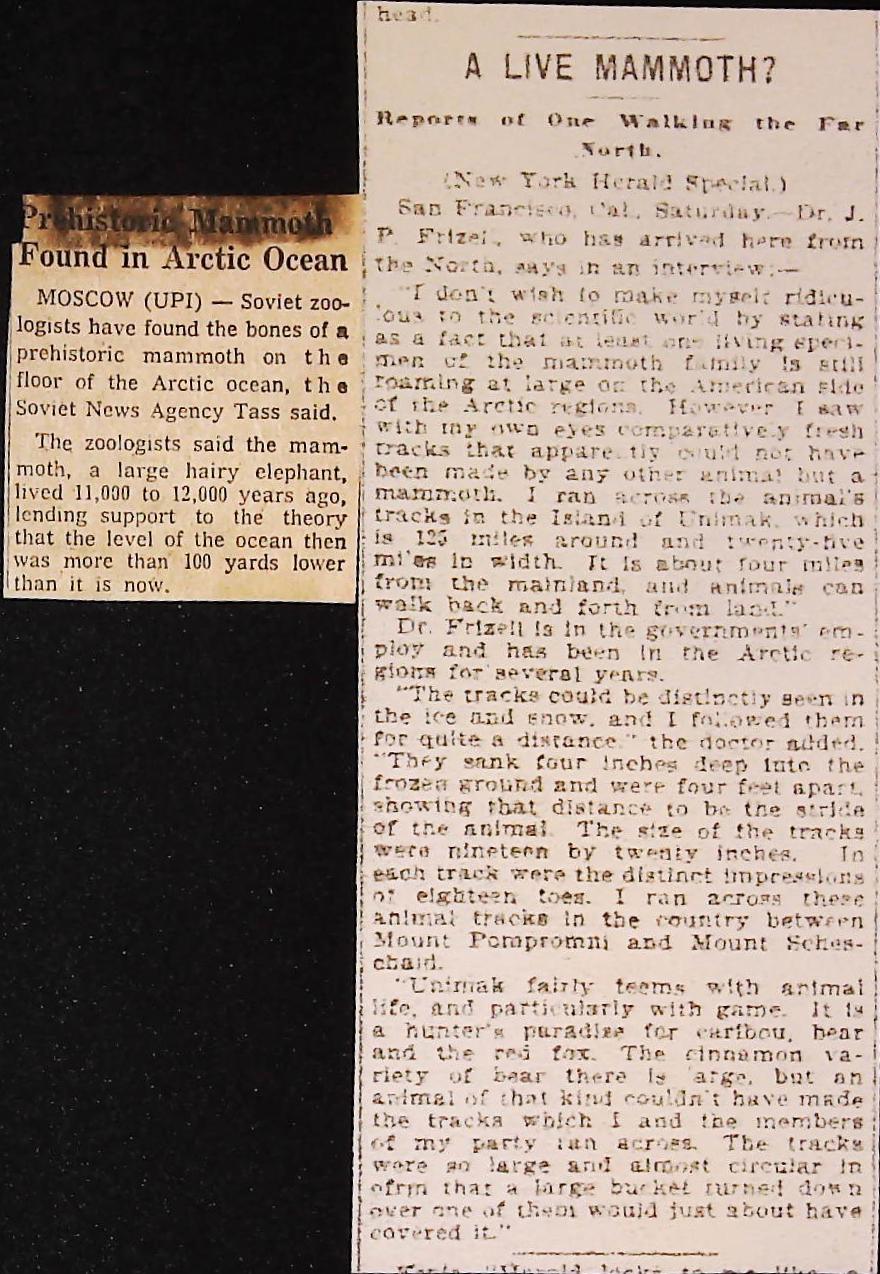 Prehistoric Mammoth
Found in Arctic Ocean
MOSCOW (UPI) — Soviet zoo-
logists have found the bones of a
prehistoric mammoth on the
floor of the Arctic ocean, the
Soviet News Agency Tass said.
The zoologists said the mam-
moth, a large hairy elephant,
lived 11,000 to 12,000 years ago,
lending support to the theory
that the level of the ocean then
was more than 100 yards lower
than it is now.
head.
A LIVE MAMMOTH?
Reports of One Walking the Far
North.
(New York Herald Special.)
San Francisco, Cal., Saturday.—Dr. J.
P. Frizell, who has arrived here from
the North, says in an interview:—
"I don't wish to make myself ridicu-
lous to the scientific world by stating
as a fact that at least one living speci-
men of the mammoth family is still
roaming at large on the American side
of the Arctic regions. However I saw
with my own eyes comparatively fresh
tracks that apparently could not have
been made by any other animal but a
mammoth. I ran across the animal's
tracks in the Island of Unimak, which
is 125 miles around and twenty-five
miles in width. It is about four miles
from the mainland, and animals can
walk back and forth from land."
Dr. Frizell is in the governments' em-
ploy and has been in the Arctic re-
gions for several years.
"The tracks could be distinctly seen in
the ice and snow, and I followed them
for quite a distance," the doctor added.
"They sank four inches deep into the
frozen ground and were four feet apart,
showing that distance to be the stride
of the animal. The size of the tracks
were nineteen by twenty inches. In
each track were the distinct impressions
of eighteen toes. I ran across these
animal tracks in the country between
Mount Pompromni and Mount Sches-
chald.
"Unimak fairly teems with animal
life, and particularly with game. It is
a hunter's paradise for caribou, bear
and the red fox. The cinnamon va-
riety of bear there is large, but an
animal of that kind couldn't have made
the tracks which I and the members
of my party ran across. The tracks
were so large and almost circular in
ofrm that a large bucket turned down
over one of them would just about have
covered it."